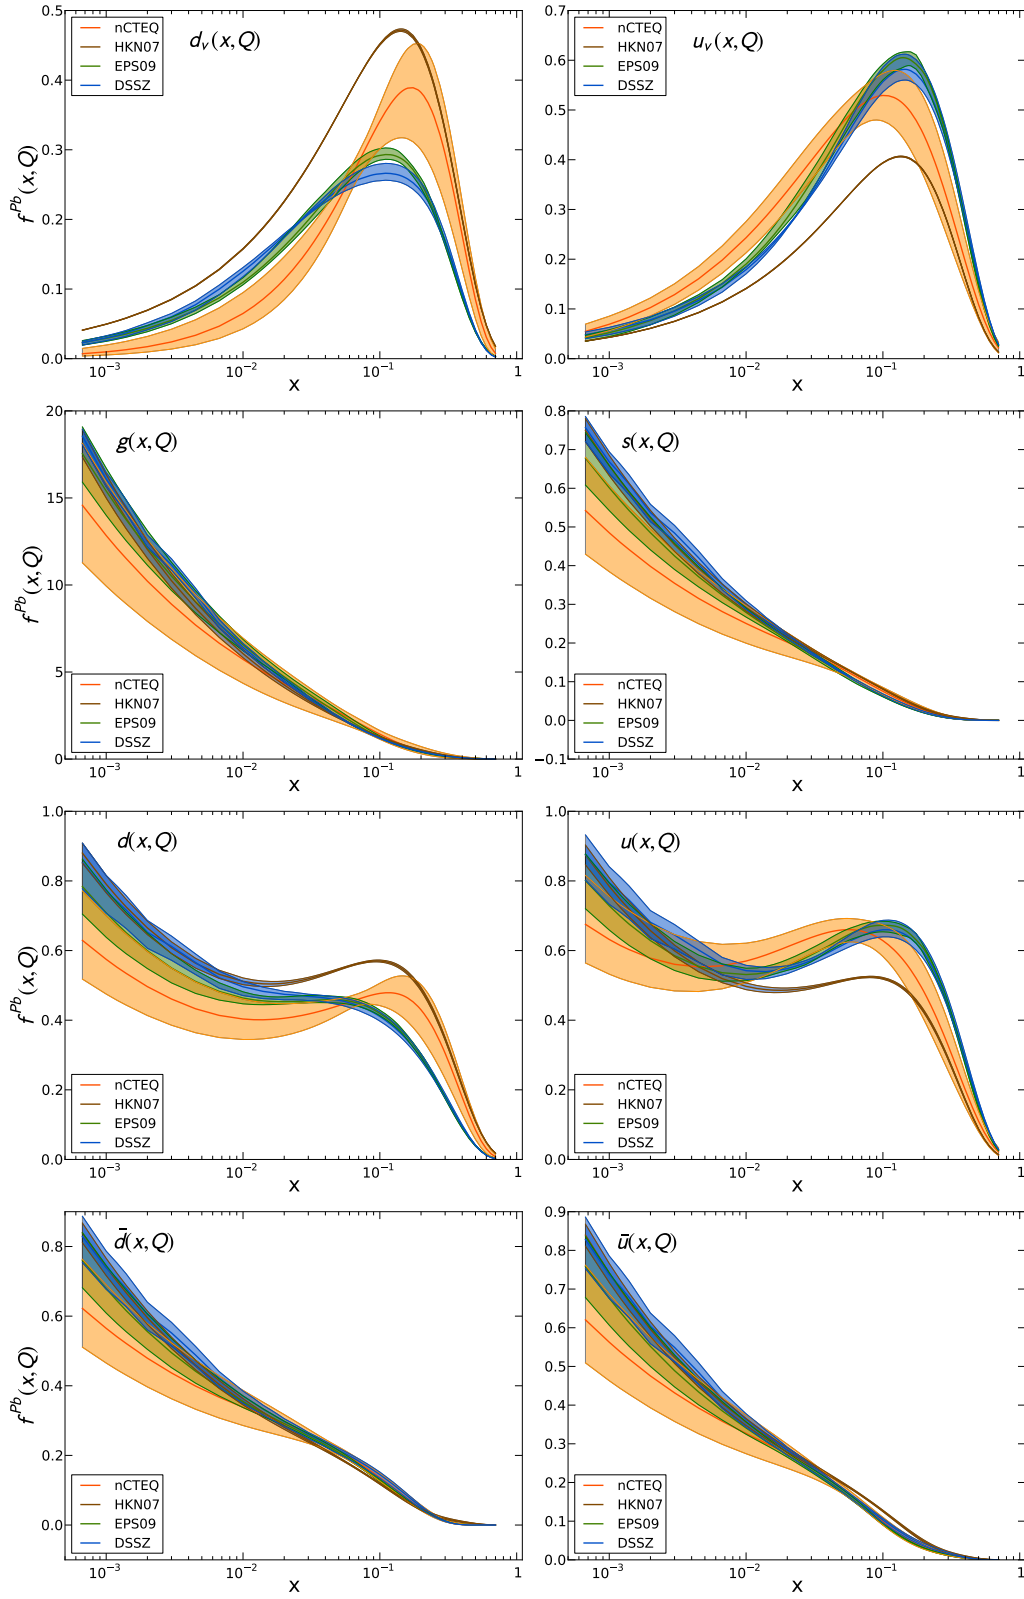 0.5
0.4
0.3
0.2
0.1
0.0
f^{Pb}(x,Q)
d_v(x,Q)
nCTEQ
HKN07
EPS09
DSSZ
10^{-3} 10^{-2} 10^{-1} 1
x
0.7
0.6
0.5
0.4
0.3
0.2
0.1
0.0
u_v(x,Q)
nCTEQ
HKN07
EPS09
DSSZ
10^{-3} 10^{-2} 10^{-1} 1
x
20
15
10
5
0
f^{Pb}(x,Q)
g(x,Q)
nCTEQ
HKN07
EPS09
DSSZ
10^{-3} 10^{-2} 10^{-1} 1
x
0.8
0.7
0.6
0.5
0.4
0.3
0.2
0.1
0.0
−0.1
s(x,Q)
nCTEQ
HKN07
EPS09
DSSZ
10^{-3} 10^{-2} 10^{-1} 1
x
1.0
0.8
0.6
0.4
0.2
0.0
f^{Pb}(x,Q)
d(x,Q)
nCTEQ
HKN07
EPS09
DSSZ
10^{-3} 10^{-2} 10^{-1} 1
x
1.0
0.8
0.6
0.4
0.2
0.0
u(x,Q)
nCTEQ
HKN07
EPS09
DSSZ
10^{-3} 10^{-2} 10^{-1} 1
x
0.8
0.6
0.4
0.2
0.0
f^{Pb}(x,Q)
d̄(x,Q)
nCTEQ
HKN07
EPS09
DSSZ
10^{-3} 10^{-2} 10^{-1} 1
x
0.9
0.8
0.7
0.6
0.5
0.4
0.3
0.2
0.1
0.0
ū(x,Q)
nCTEQ
HKN07
EPS09
DSSZ
10^{-3} 10^{-2} 10^{-1} 1
x